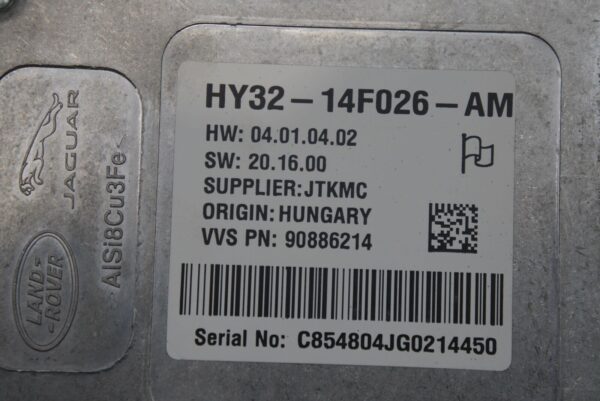 JAGUAR
LAND-
ROVER
AlSi8Cu3Fe<
HY32-14F026-AM
HW: 04.01.04.02
SW: 20.16.00
SUPPLIER:JTKMC
ORIGIN:HUNGARY
VVS PN: 90886214
Serial No: C854804JG0214450